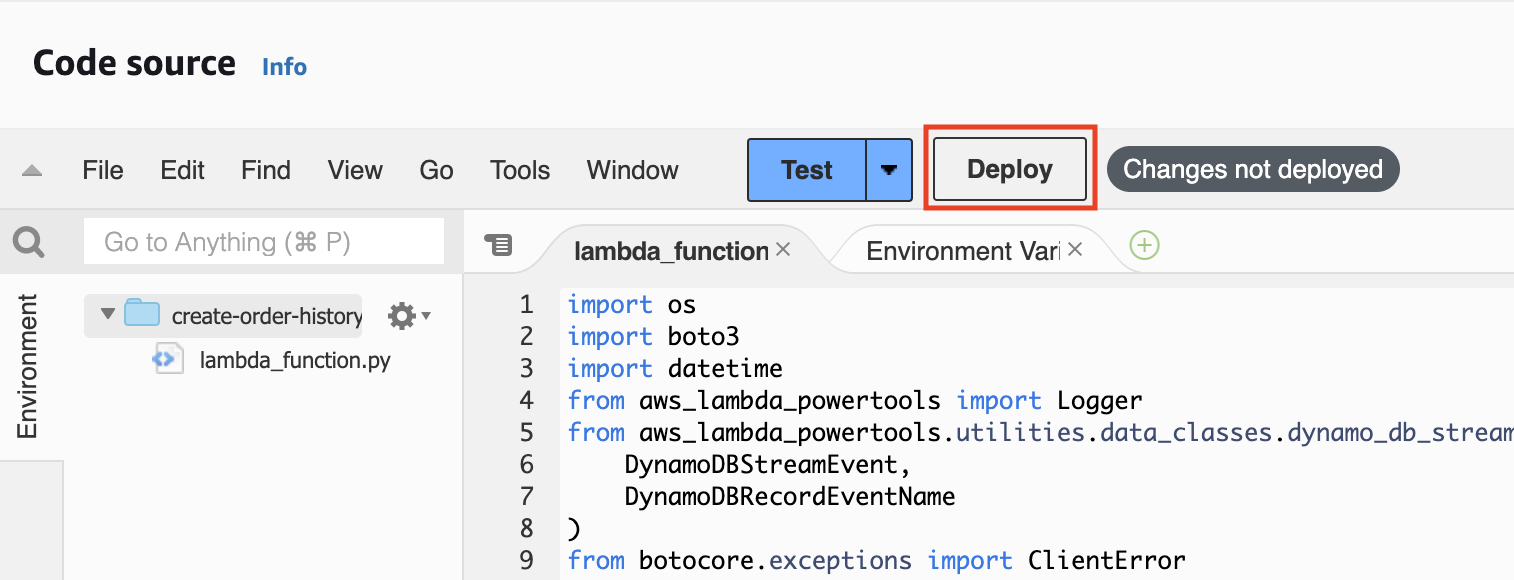 Code source Info
File Edit Find View Go Tools Window Test Deploy Changes not deployed
Go to Anything (⌘ P)
lambda_function Environment Vari
Environment
create-order-history
lambda_function.py
1 import os
2 import boto3
3 import datetime
4 from aws_lambda_powertools import Logger
5 from aws_lambda_powertools.utilities.data_classes.dynamo_db_stream
6 DynamoDBStreamEvent,
7 DynamoDBRecordEventName
8 )
9 from botocore.exceptions import ClientError